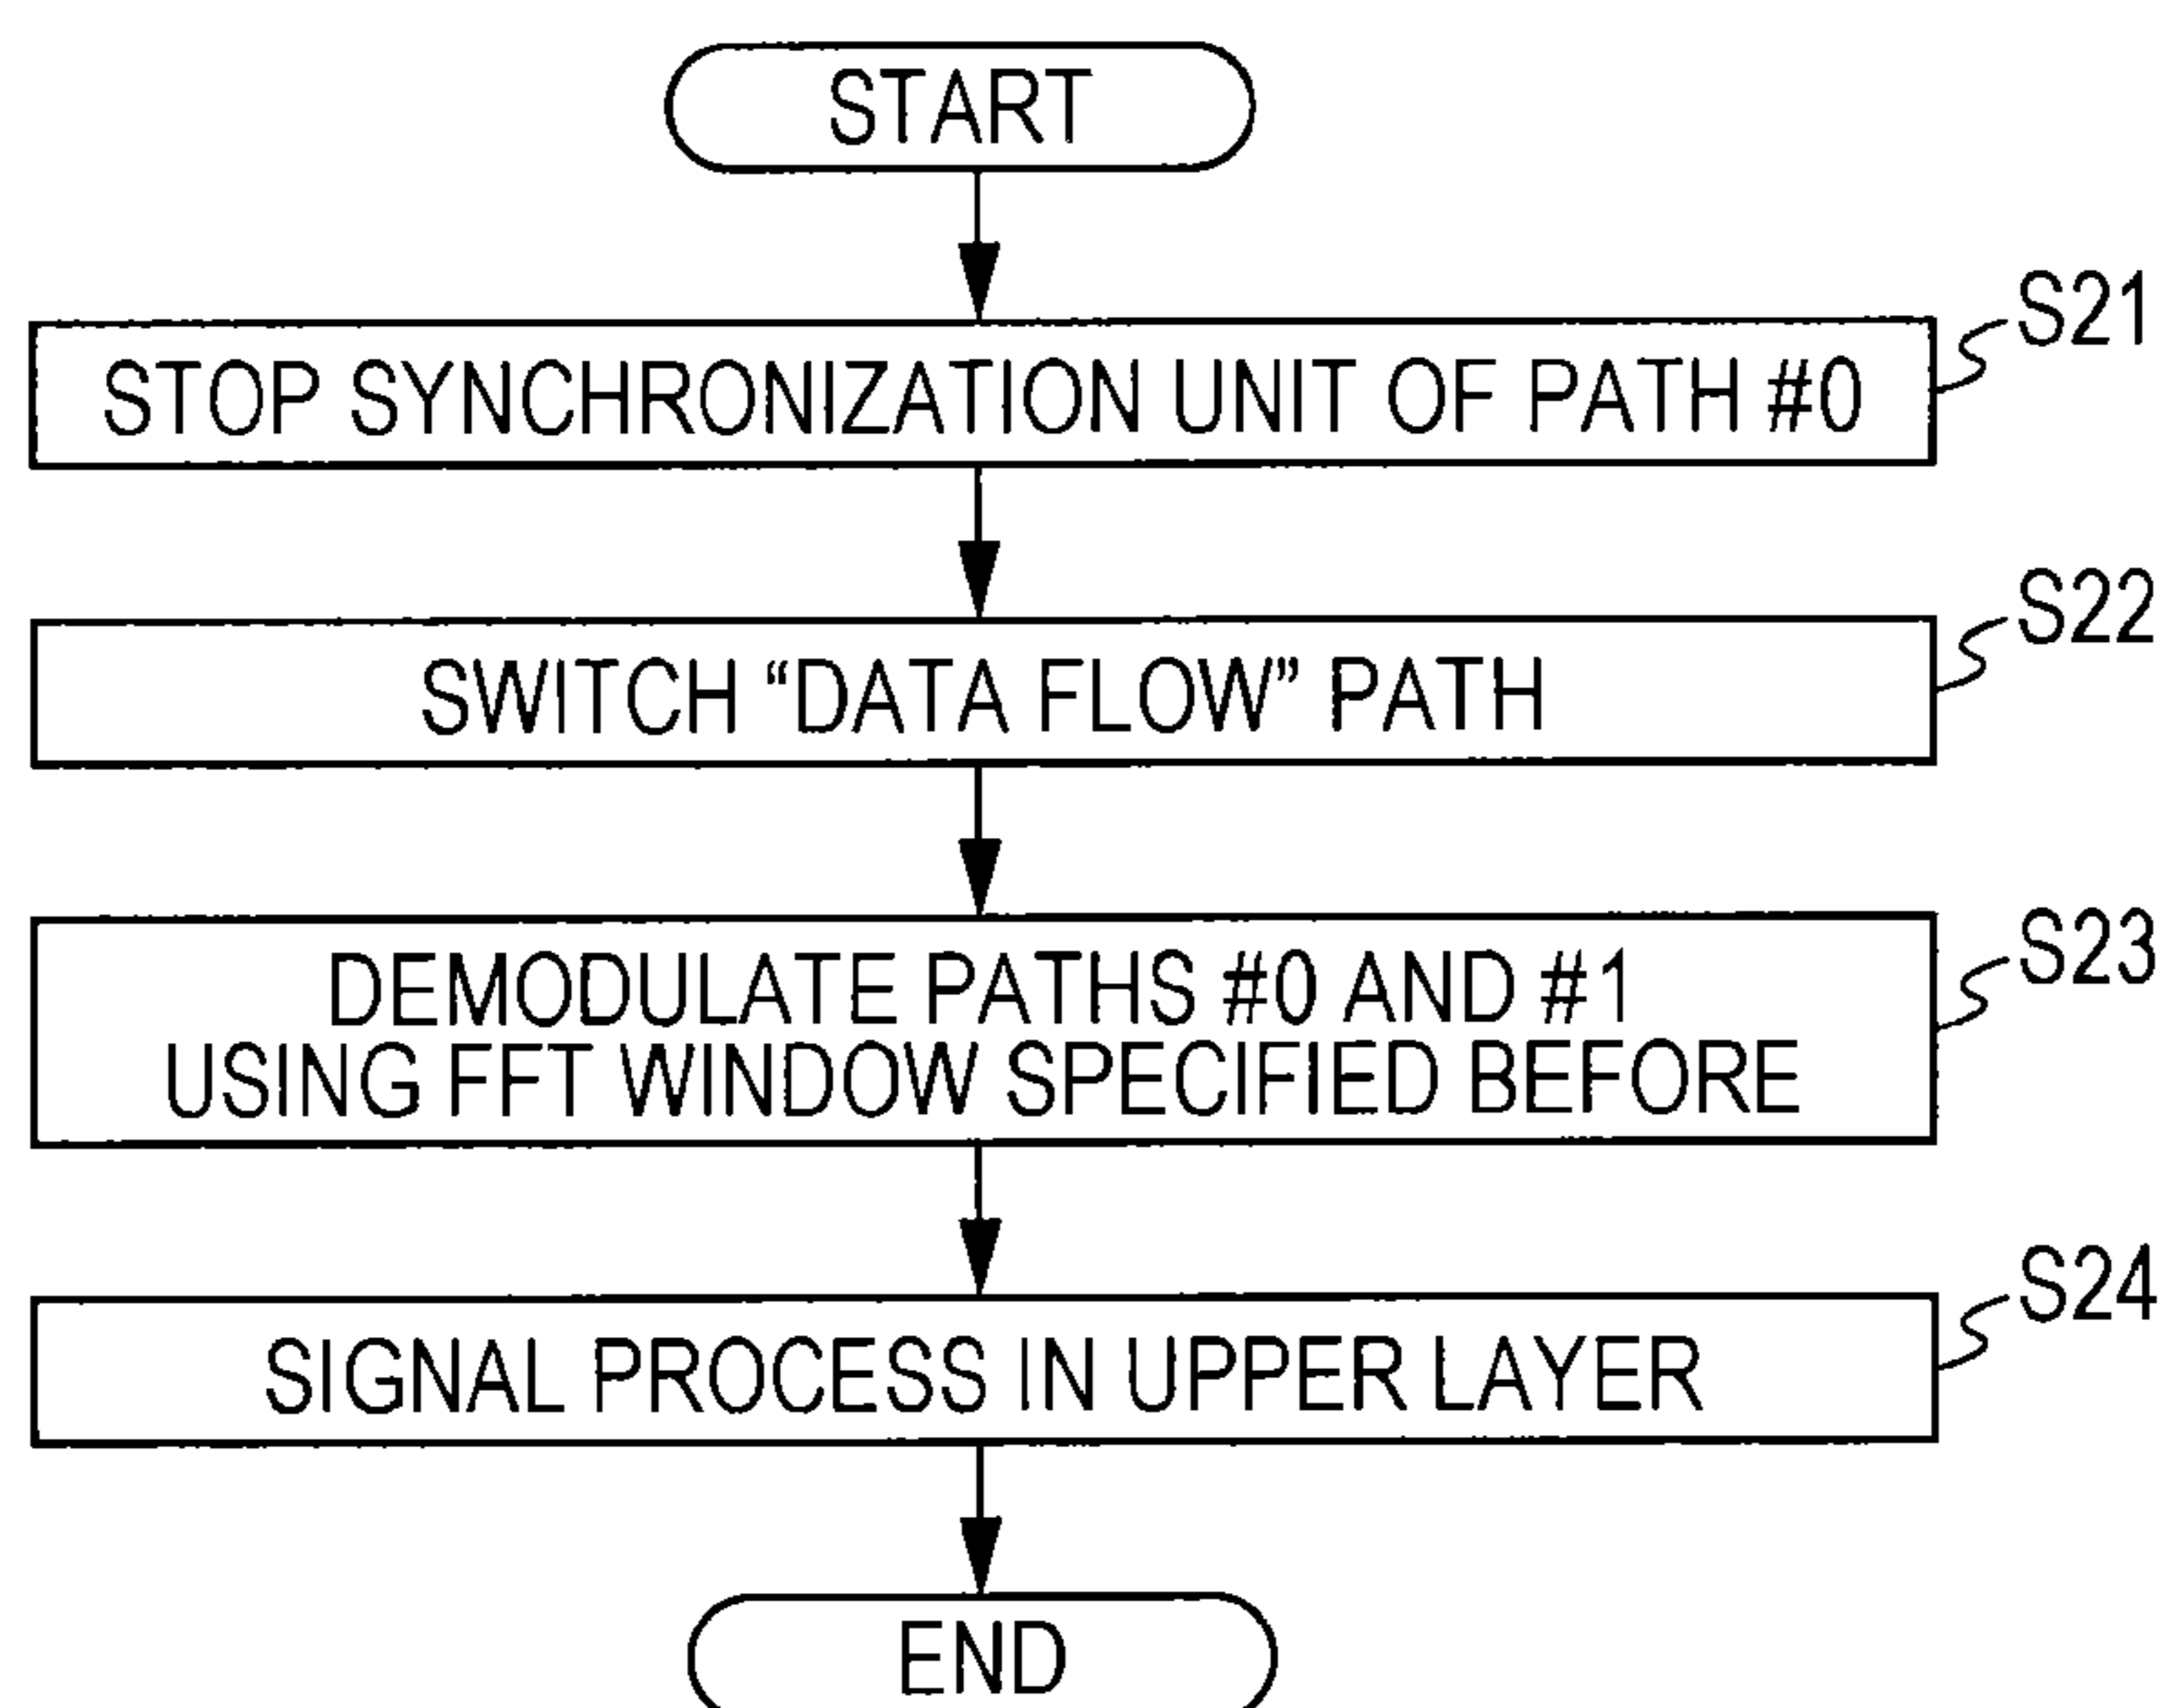 START
S21
STOP SYNCHRONIZATION UNIT OF PATH #0
S22
SWITCH “DATA FLOW” PATH
S23
DEMODULATE PATHS #0 AND #1
USING FFT WINDOW SPECIFIED BEFORE
S24
SIGNAL PROCESS IN UPPER LAYER
END